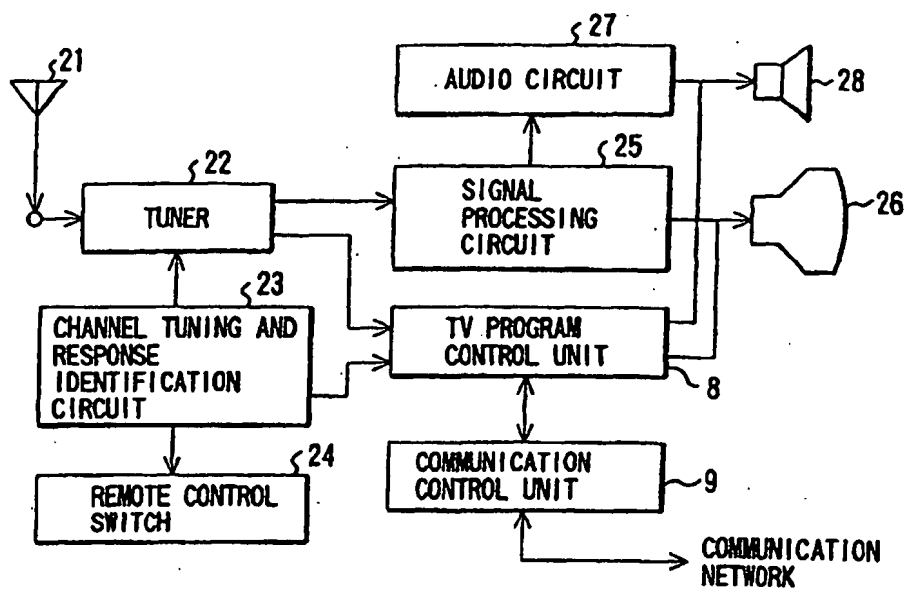 21
22
TUNER
23
CHANNEL TUNING AND
RESPONSE
IDENTIFICATION
CIRCUIT
24
REMOTE CONTROL
SWITCH
27
AUDIO CIRCUIT
28
25
SIGNAL
PROCESSING
CIRCUIT
26
TV PROGRAM
CONTROL UNIT
8
COMMUNICATION
CONTROL UNIT
9
COMMUNICATION
NETWORK